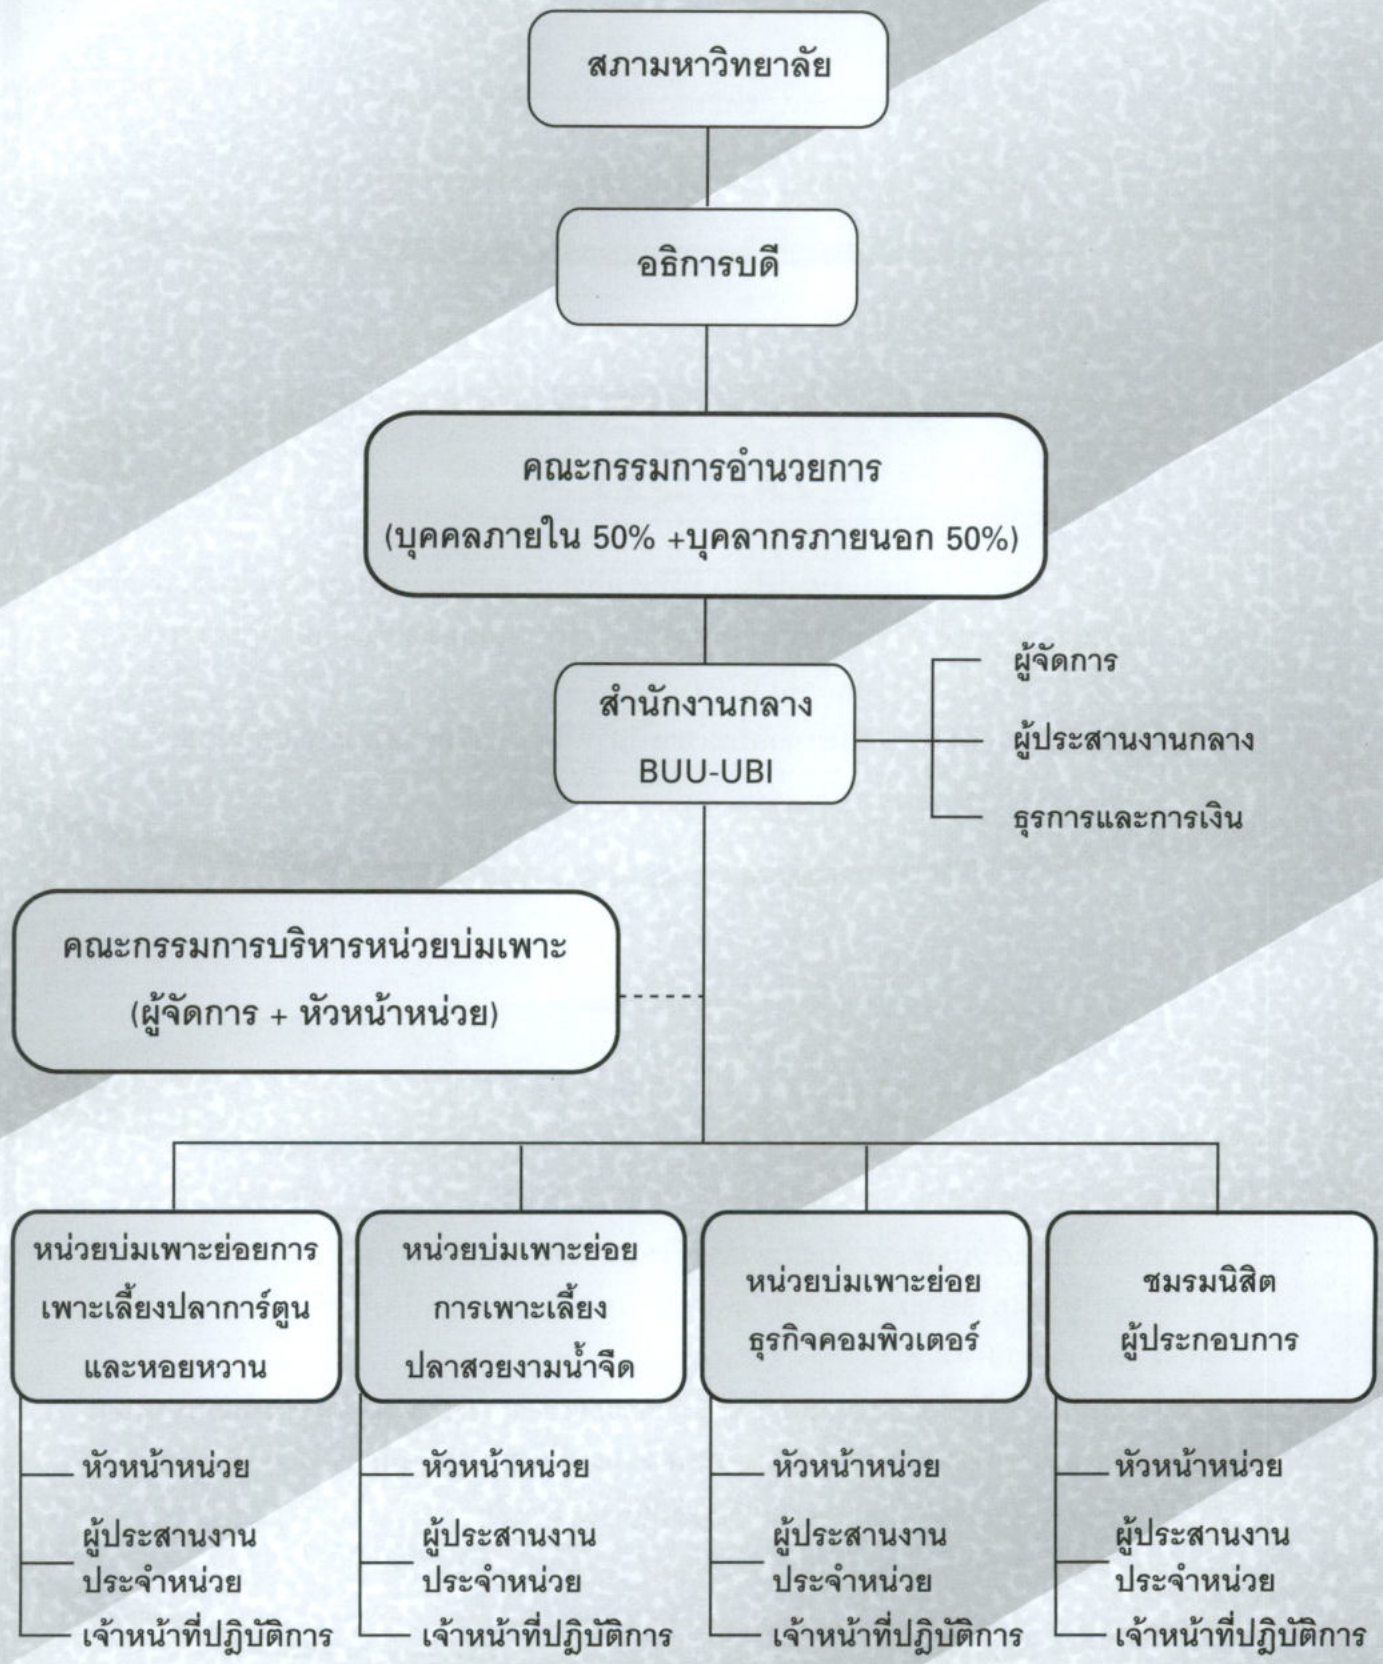 สภามหาวิทยาลัย
อธิการบดี
คณะกรรมการอำนวยการ
(บุคคลภายใน 50% +บุคลากรภายนอก 50%)
สำนักงานกลาง
BUU-UBI
ผู้จัดการ
ผู้ประสานงานกลาง
ธุรการและการเงิน
คณะกรรมการบริหารหน่วยบ่มเพาะ
(ผู้จัดการ + หัวหน้าหน่วย)
หน่วยบ่มเพาะย่อยการ
เพาะเลี้ยงปลาการ์ตูน
และหอยหวาน
หัวหน้าหน่วย
ผู้ประสานงาน
ประจำหน่วย
เจ้าหน้าที่ปฎิบัติการ
หน่วยบ่มเพาะย่อย
การเพาะเลี้ยง
ปลาสวยงามน้ำจืด
หัวหน้าหน่วย
ผู้ประสานงาน
ประจำหน่วย
เจ้าหน้าที่ปฎิบัติการ
หน่วยบ่มเพาะย่อย
ธุรกิจคอมพิวเตอร์
หัวหน้าหน่วย
ผู้ประสานงาน
ประจำหน่วย
เจ้าหน้าที่ปฎิบัติการ
ชมรมนิสิต
ผู้ประกอบการ
หัวหน้าหน่วย
ผู้ประสานงาน
ประจำหน่วย
เจ้าหน้าที่ปฎิบัติการ